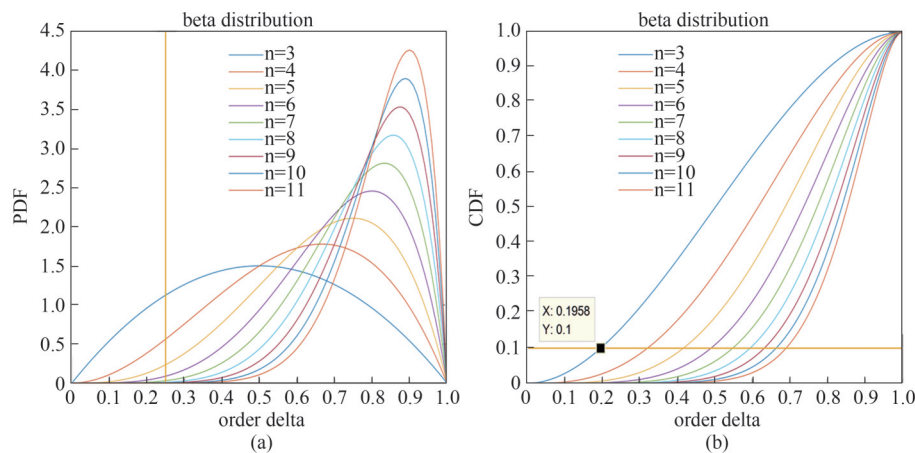 beta distribution
4.5
4.0
3.5
3.0
2.5
2.0
1.5
1.0
0.5
0
PDF
n=3
n=4
n=5
n=6
n=7
n=8
n=9
n=10
n=11
0 0.1 0.2 0.3 0.4 0.5 0.6 0.7 0.8 0.9 1.0
order delta
(a)
beta distribution
1.0
0.9
0.8
0.7
0.6
0.5
0.4
0.3
0.2
0.1
0
CDF
n=3
n=4
n=5
n=6
n=7
n=8
n=9
n=10
n=11
X: 0.1958
Y: 0.1
0 0.1 0.2 0.3 0.4 0.5 0.6 0.7 0.8 0.9 1.0
order delta
(b)